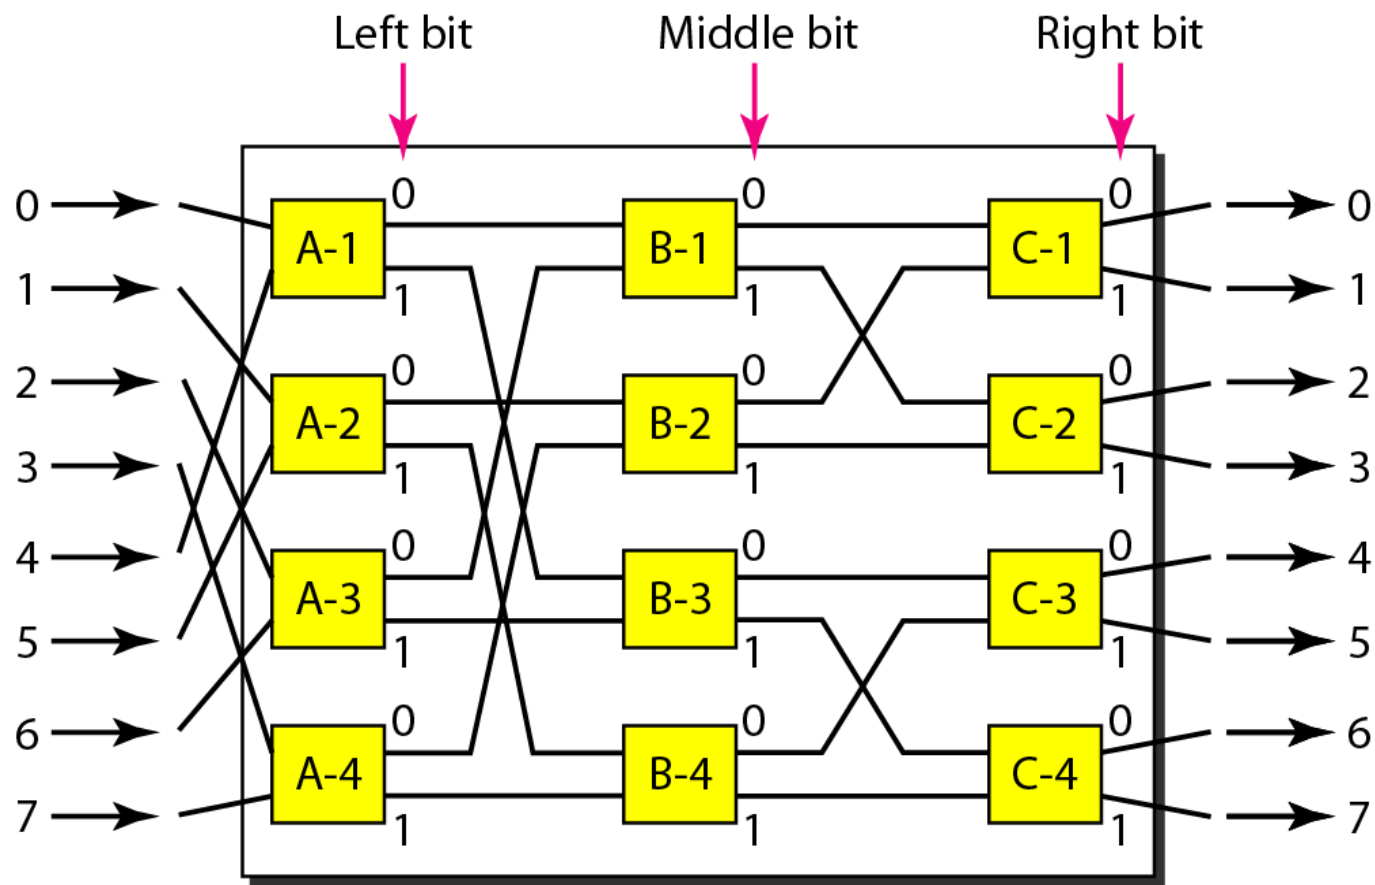 Left bit Middle bit Right bit
0 0 0
0 A-1 B-1 C-1 0
1 1 1 1 1
0 0 0
2 A-2 B-2 C-2 2
3 1 1 1 3
0 0 0
4 A-3 B-3 C-3 4
5 1 1 1 5
0 0 0
6 A-4 B-4 C-4 6
7 1 1 1 7